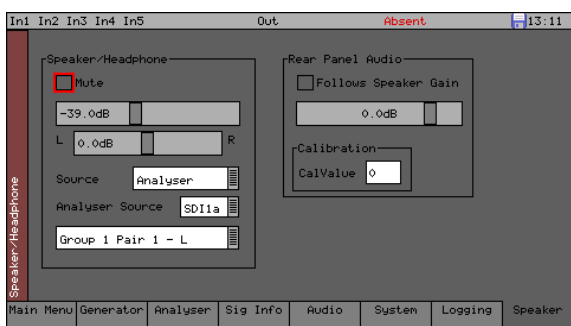 In1 In2 In3 In4 In5 Out Absent 13:11
Speaker/Headphone
Rear Panel Audio
Mute
Follows Speaker Gain
-39.0dB
0.0dB
L 0.0dB R
Calibration
CalValue 0
Source Analyser
Analyser Source SDI1a
Group 1 Pair 1 - L
Speaker/Headphone
Main Menu Generator Analyser Sig Info Audio System Logging Speaker